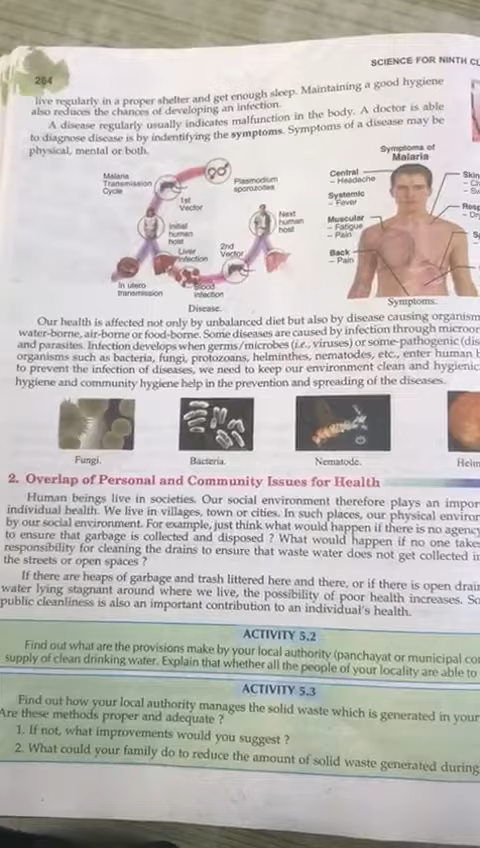 SCIENCE FOR NINTH CL
204
live regularly in a proper shelter and get enough sleep. Maintaining a good hygiene
also reduces the chances of developing an infection.
A disease regularly usually indicates malfunction in the body. A doctor is able
to diagnose disease is by indentifying the symptoms. Symptoms of a disease may be
physical, mental or both.
Malaria
Transmission
Cycle
1st
Vector
Plasmodium
sporozoites
Initial
human
host
Next
human
host
Liver
infection
2nd
Vector
In utero
transmission
Blood
infection
Disease.
Symptoms of
Malaria
Central
- Headache
Systemic
- Fever
Muscular
- Fatigue
- Pain
Back
- Pain
Skin
- Ch
- Sw
Resp
- Dr
S
Symptoms.
Our health is affected not only by unbalanced diet but also by disease causing organism
water-borne, air-borne or food-borne. Some diseases are caused by infection through microor
and parasites. Infection develops when germs/microbes (i.e., viruses) or some-pathogenic (dis
organisms such as bacteria, fungi, protozoans, helminthes, nematodes, etc., enter human b
to prevent the infection of diseases, we need to keep our environment clean and hygienic
hygiene and community hygiene help in the prevention and spreading of the diseases.
Fungi.
Bacteria.
Nematode.
Helm
2. Overlap of Personal and Community Issues for Health
Human beings live in societies. Our social environment therefore plays an impor
individual health. We live in villages, town or cities. In such places, our physical environ
by our social environment. For example, just think what would happen if there is no agency
to ensure that garbage is collected and disposed ? What would happen if no one takes
responsibility for cleaning the drains to ensure that waste water does not get collected in
the streets or open spaces ?
If there are heaps of garbage and trash littered here and there, or if there is open drain
water lying stagnant around where we live, the possibility of poor health increases. So
public cleanliness is also an important contribution to an individual's health.
ACTIVITY 5.2
Find out what are the provisions make by your local authority (panchayat or municipal cor
supply of clean drinking water. Explain that whether all the people of your locality are able to
ACTIVITY 5.3
Find out how your local authority manages the solid waste which is generated in your
Are these methods proper and adequate ?
1. If not, what improvements would you suggest ?
2. What could your family do to reduce the amount of solid waste generated during